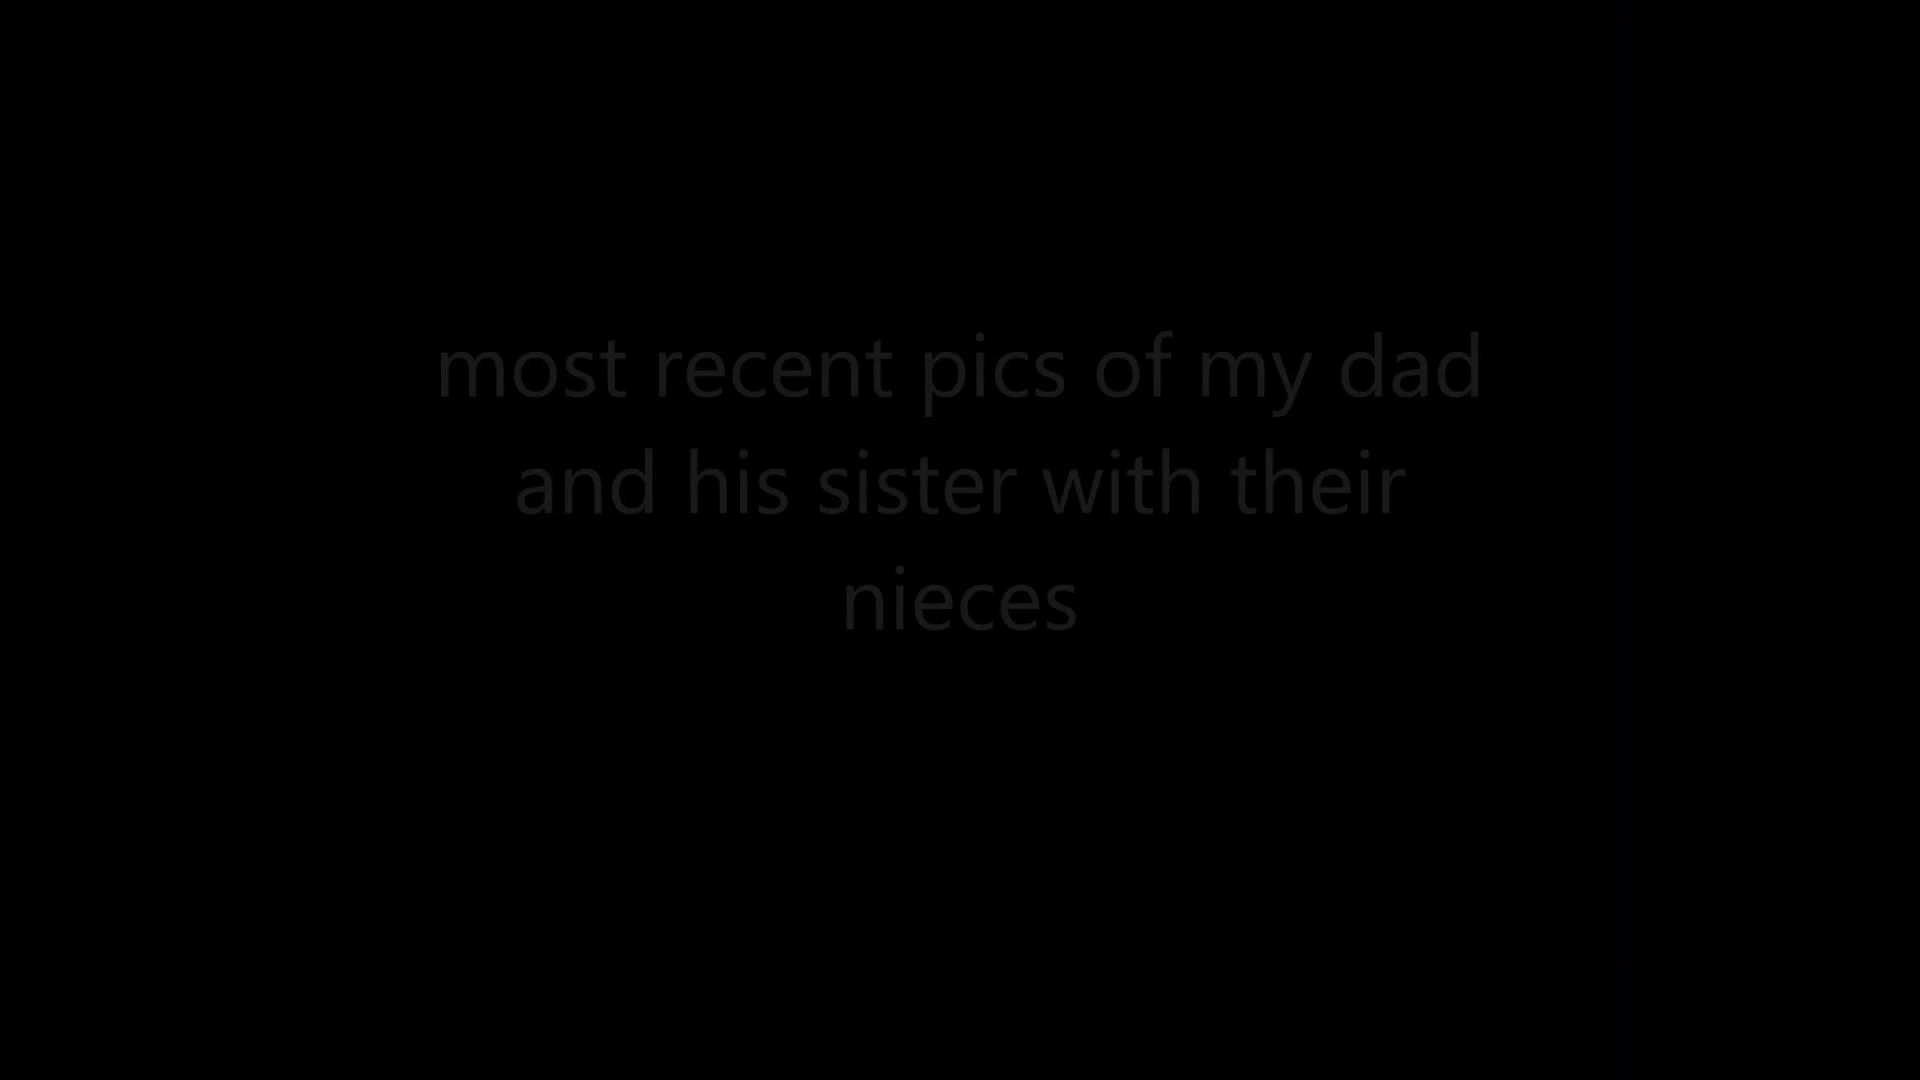 most recent pics of my dad
and his sister with their
nieces